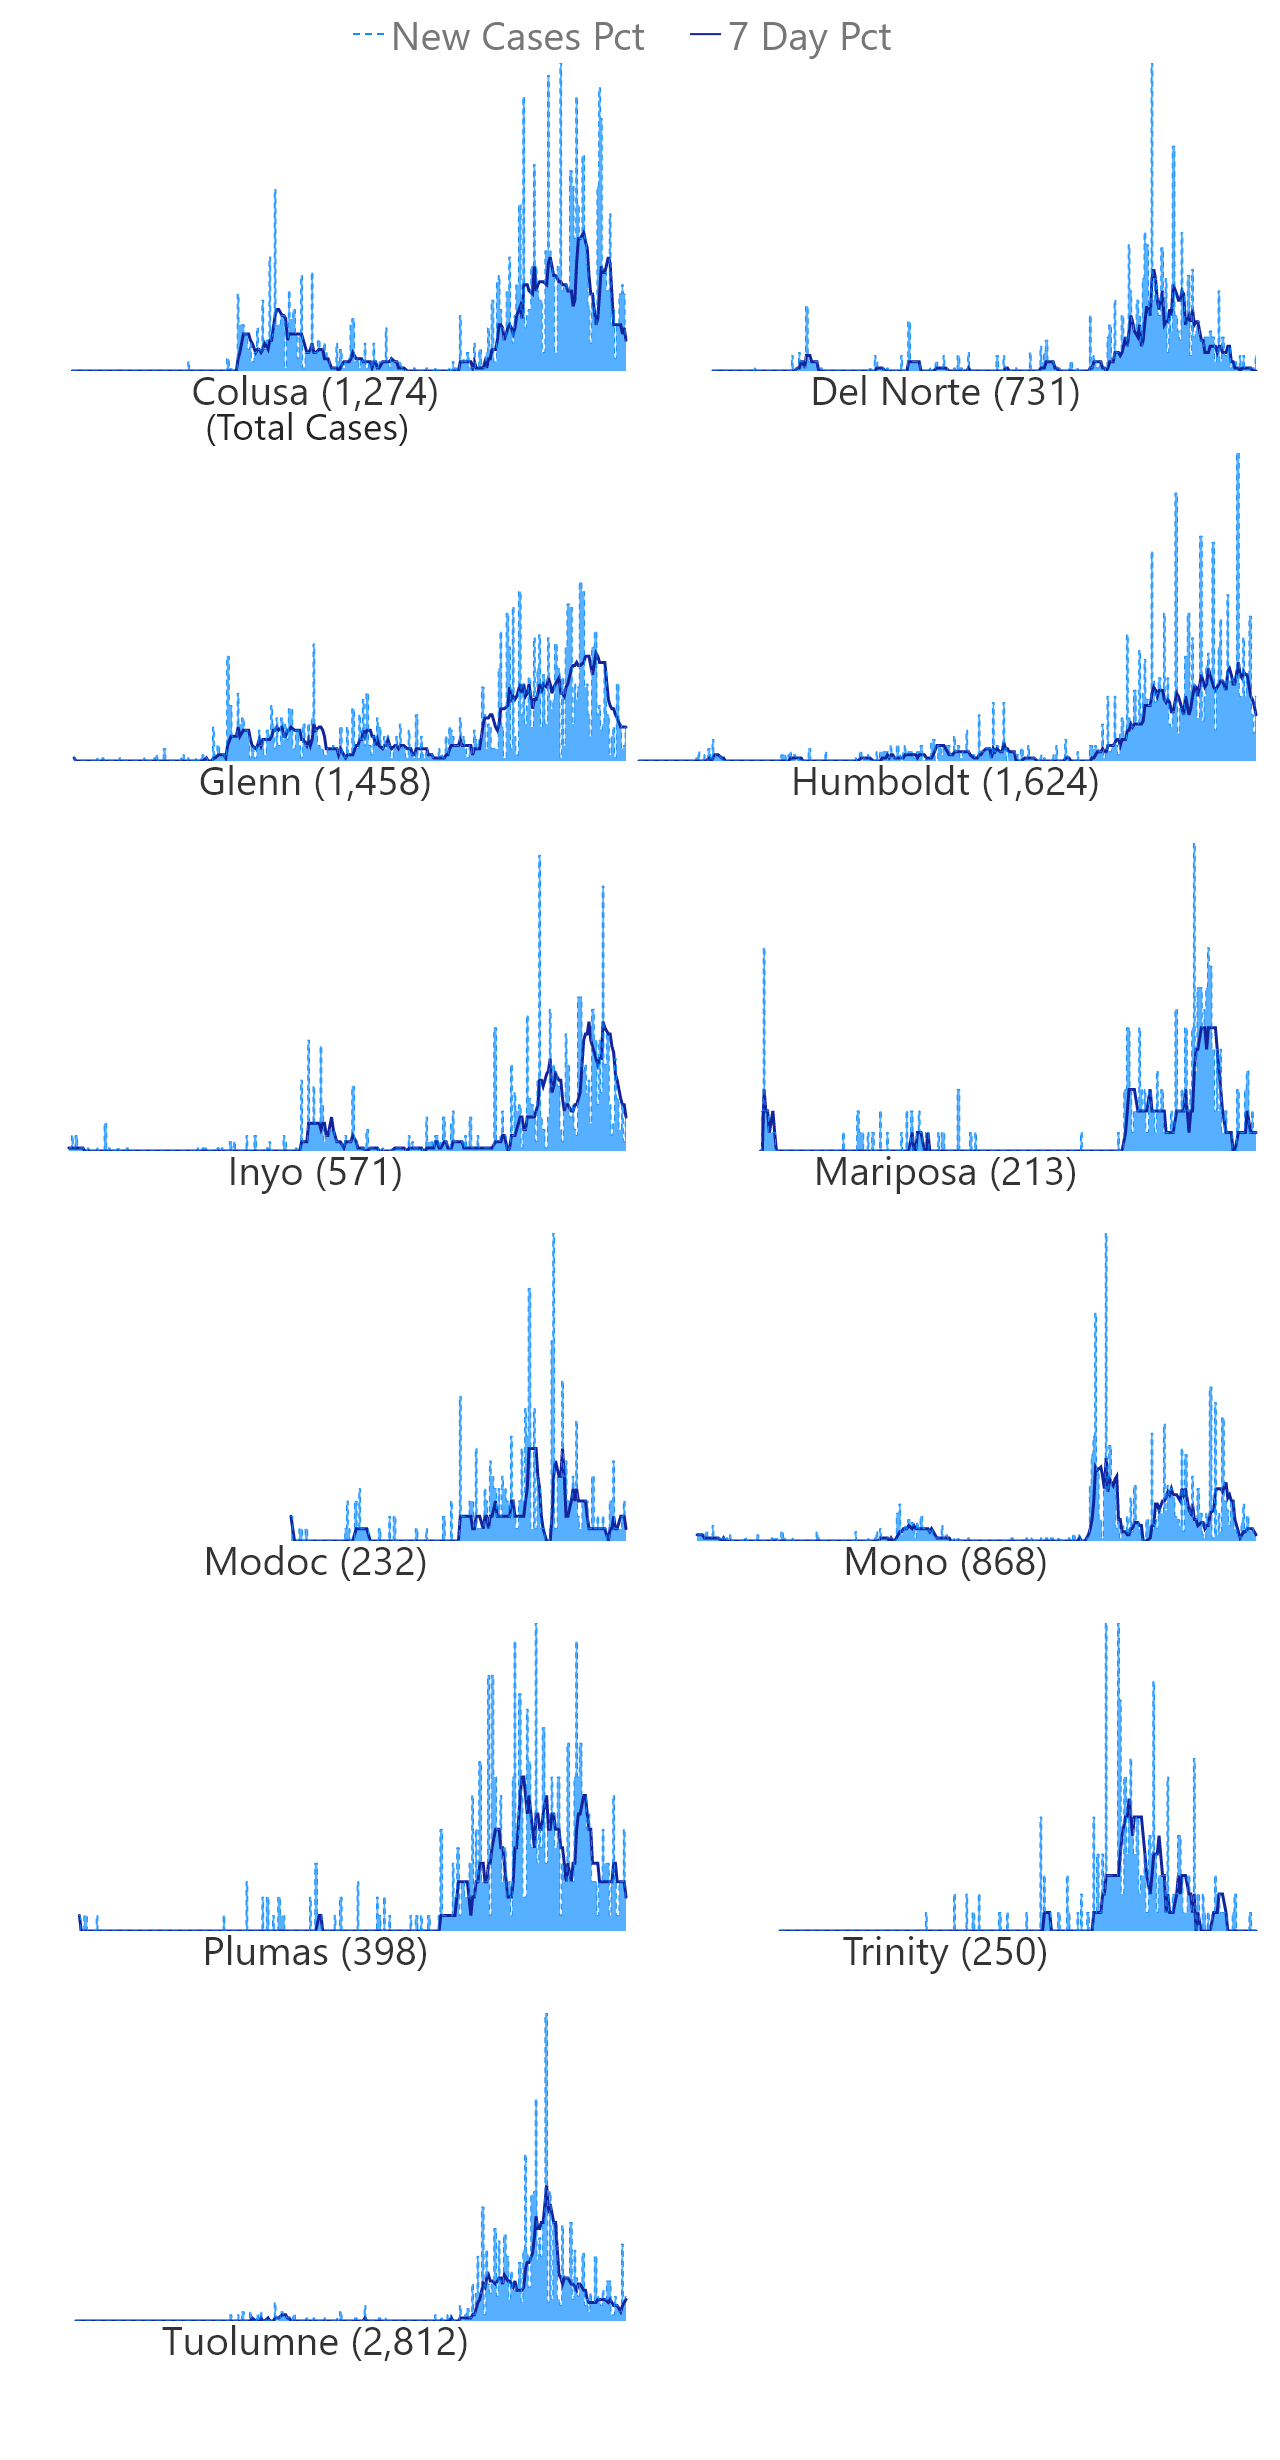 New Cases Pct 7 Day Pct
Colusa (1,274) Del Norte (731)
(Total Cases)
Glenn (1,458) Humboldt (1,624)
Inyo (571) Mariposa (213)
Modoc (232) Mono (868)
Plumas (398) Trinity (250)
Tuolumne (2,812)